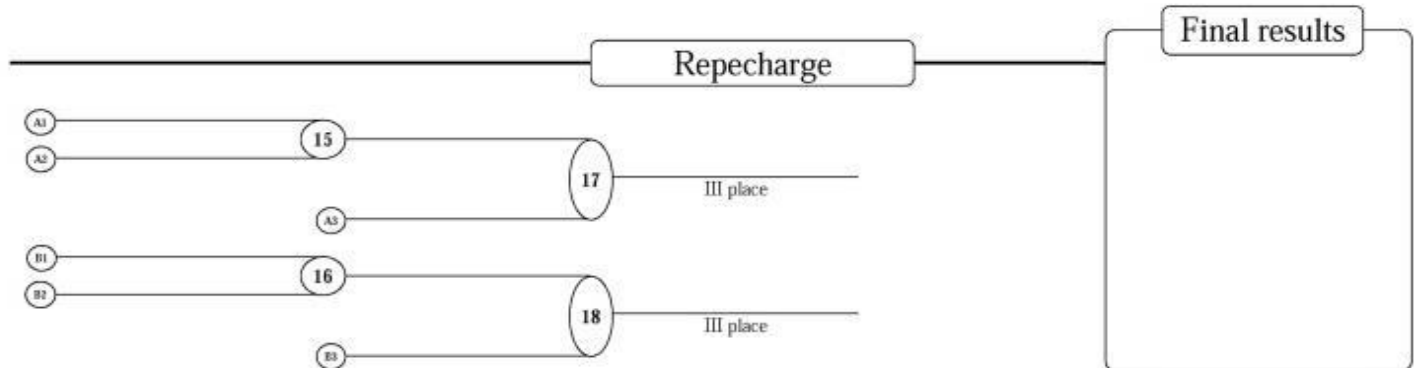 Final results
Repecharge
A1
15
A2
17
III place
A3
B1
16
B2
18
III place
B3